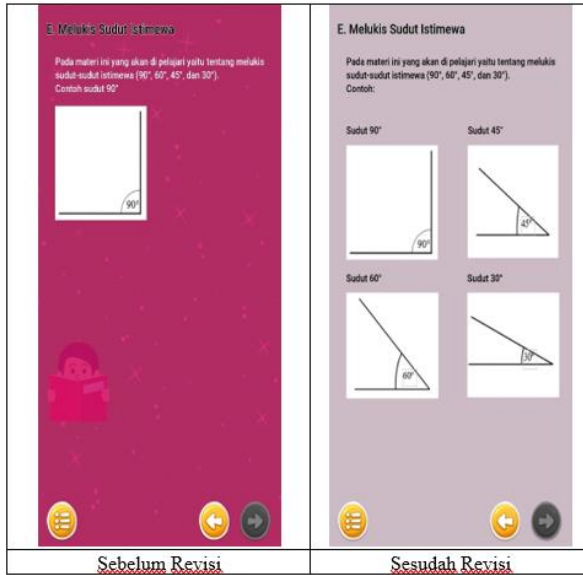 E. Melukis Sudut Istimewa
Pada materi ini yang akan di pelajari yaitu tentang melukis
sudut-sudut istimewa (90°, 60°, 45°, dan 30°).
Contoh sudut 90°
90°
Sebelum Revisi
E. Melukis Sudut Istimewa
Pada materi ini yang akan di pelajari yaitu tentang melukis
sudut-sudut istimewa (90°, 60°, 45°, dan 30°).
Contoh:
Sudut 90°
Sudut 45°
90°
45°
Sudut 60°
Sudut 30°
60°
30°
Sesudah Revisi